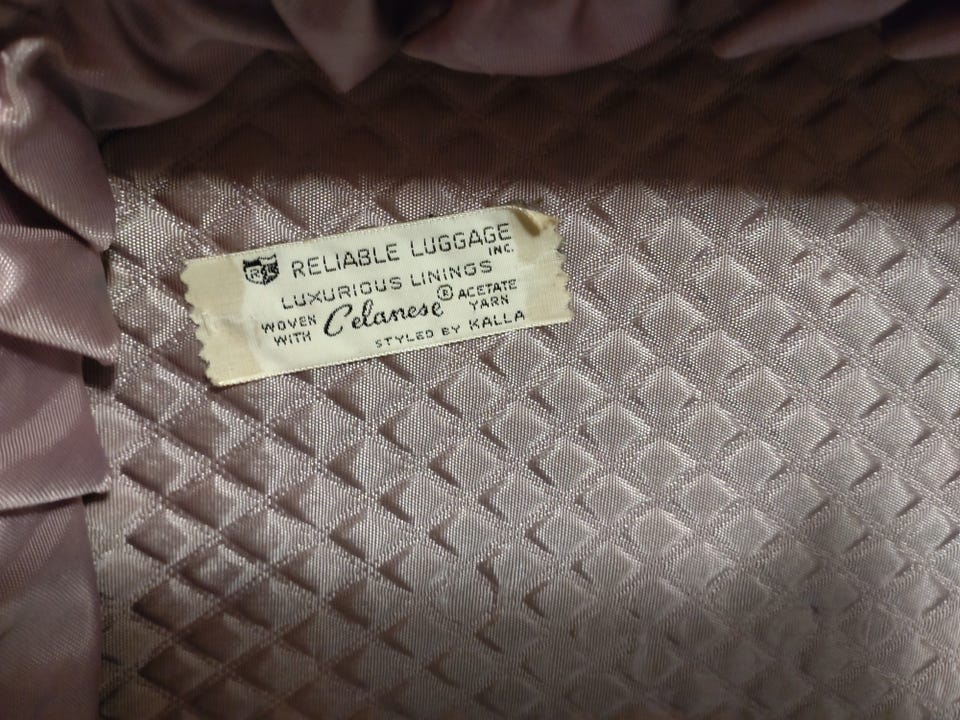 RELIABLE LUGGAGE INC.
LUXURIOUS LININGS
WOVEN WITH Celanese® ACETATE YARN
STYLED BY KALLA